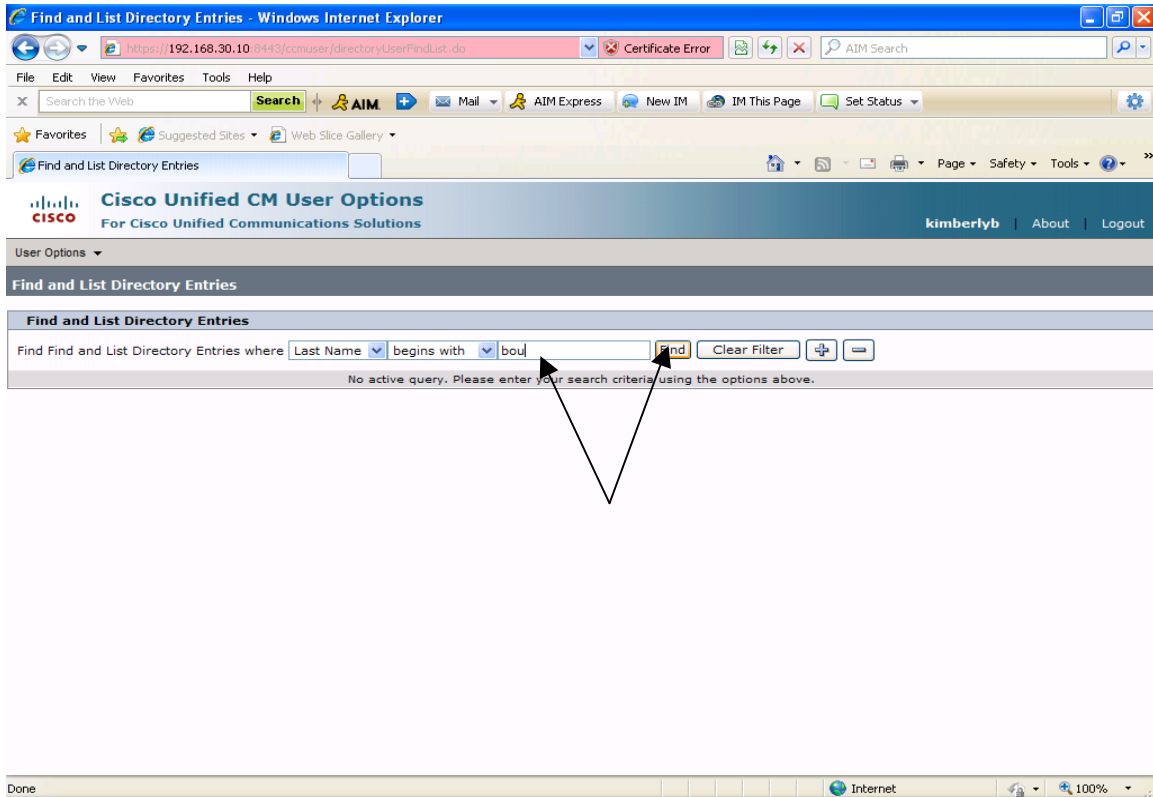 Find and List Directory Entries - Windows Internet Explorer
https://192.168.30.10:8443/ccmuser/directoryUserFindList.do Certificate Error AIM Search
File Edit View Favorites Tools Help
x Search the Web Search AIM. Mail AIM Express New IM IM This Page Set Status
Favorites Suggested Sites Web Slice Gallery
Find and List Directory Entries Page Safety Tools »
CISCO Cisco Unified CM User Options
For Cisco Unified Communications Solutions kimberlyb | About | Logout
User Options
Find and List Directory Entries
Find and List Directory Entries
Find Find and List Directory Entries where Last Name begins with bou Find Clear Filter
No active query. Please enter your search criteria using the options above.
Done Internet 100%